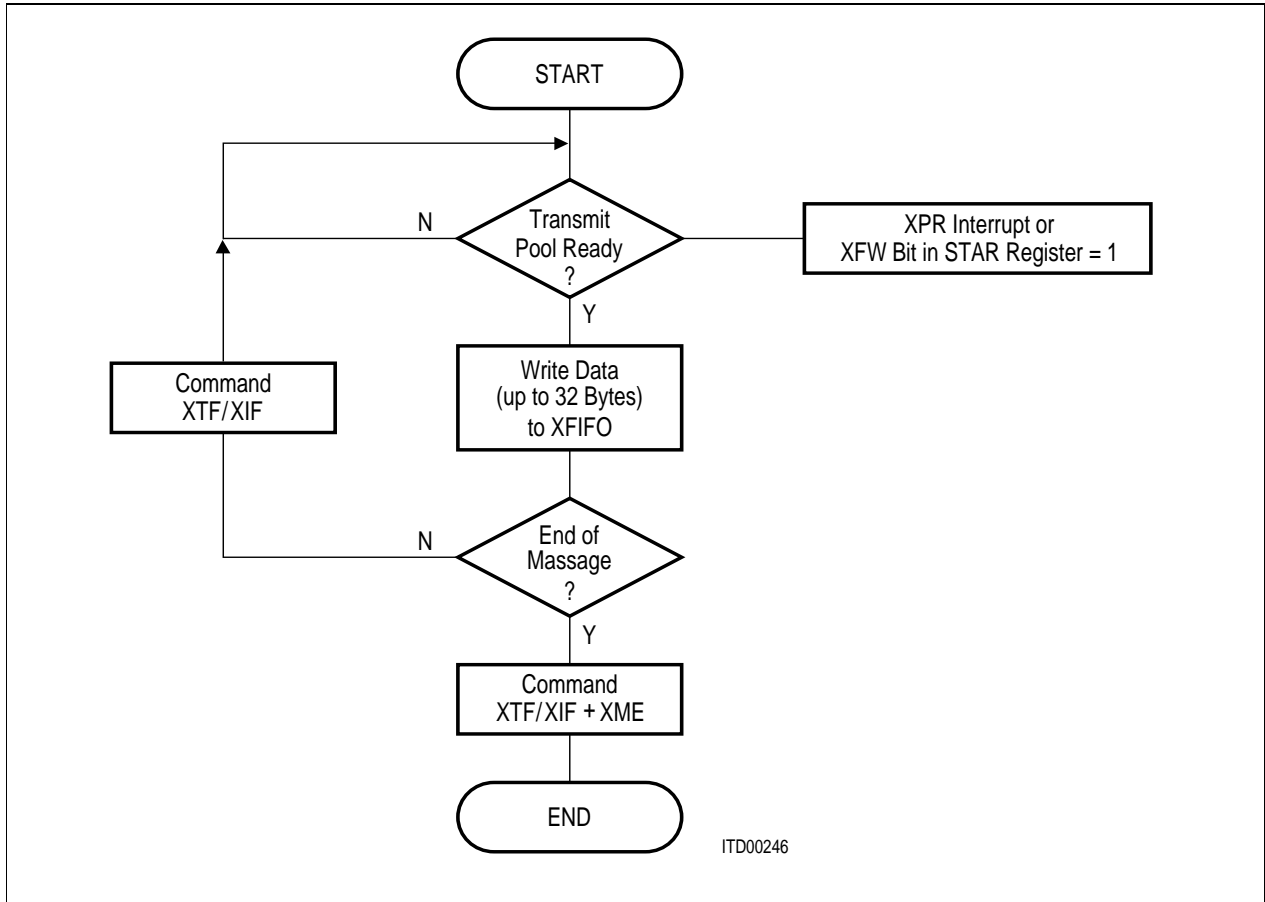 START
N
Transmit
Pool Ready
?
XPR Interrupt or
XFW Bit in STAR Register = 1
Y
Command
XTF/XIF
Write Data
(up to 32 Bytes)
to XFIFO
N
End of
Massage
?
Y
Command
XTF/XIF + XME
END
ITD00246